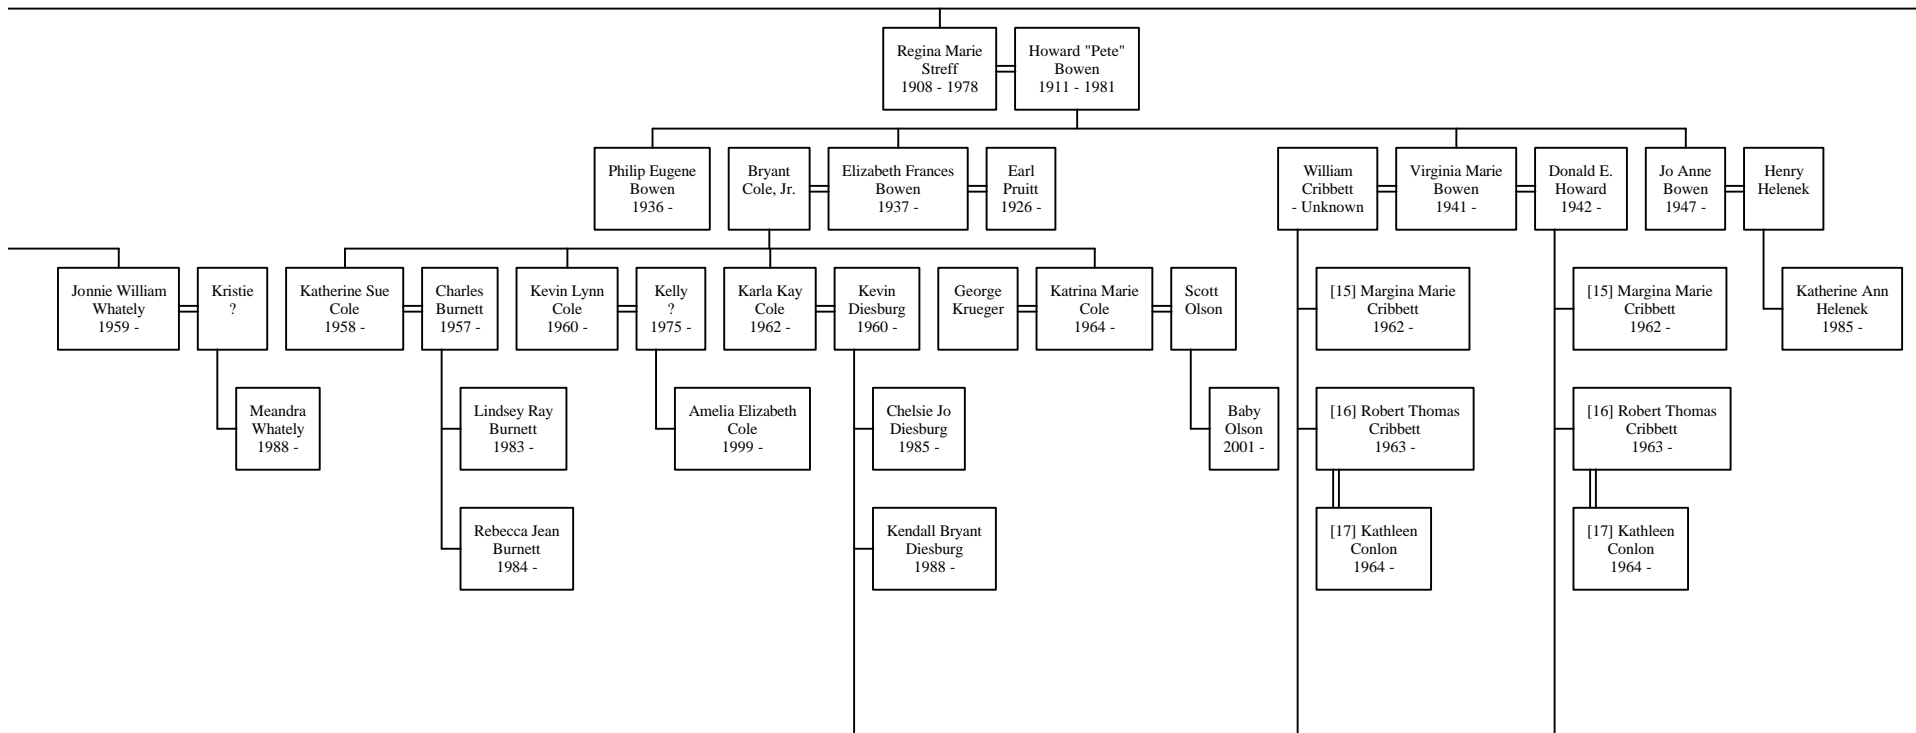 Regina Marie
Streff
1908 - 1978
Howard "Pete"
Bowen
1911 - 1981
Philip Eugene
Bowen
1936 -
Bryant
Cole, Jr.
Elizabeth Frances
Bowen
1937 -
Earl
Pruitt
1926 -
William
Cribbett
- Unknown
Virginia Marie
Bowen
1941 -
Donald E.
Howard
1942 -
Jo Anne
Bowen
1947 -
Henry
Helenek
Jonnie William
Whately
1959 -
Kristie
?
Katherine Sue
Cole
1958 -
Charles
Burnett
1957 -
Kevin Lynn
Cole
1960 -
Kelly
?
1975 -
Karla Kay
Cole
1962 -
Kevin
Diesburg
1960 -
George
Krueger
Katrina Marie
Cole
1964 -
Scott
Olson
[15] Margina Marie
Cribbett
1962 -
[15] Margina Marie
Cribbett
1962 -
Katherine Ann
Helenek
1985 -
Meandra
Whately
1988 -
Lindsey Ray
Burnett
1983 -
Amelia Elizabeth
Cole
1999 -
Chelsie Jo
Diesburg
1985 -
Baby
Olson
2001 -
[16] Robert Thomas
Cribbett
1963 -
[16] Robert Thomas
Cribbett
1963 -
Rebecca Jean
Burnett
1984 -
Kendall Bryant
Diesburg
1988 -
[17] Kathleen
Conlon
1964 -
[17] Kathleen
Conlon
1964 -